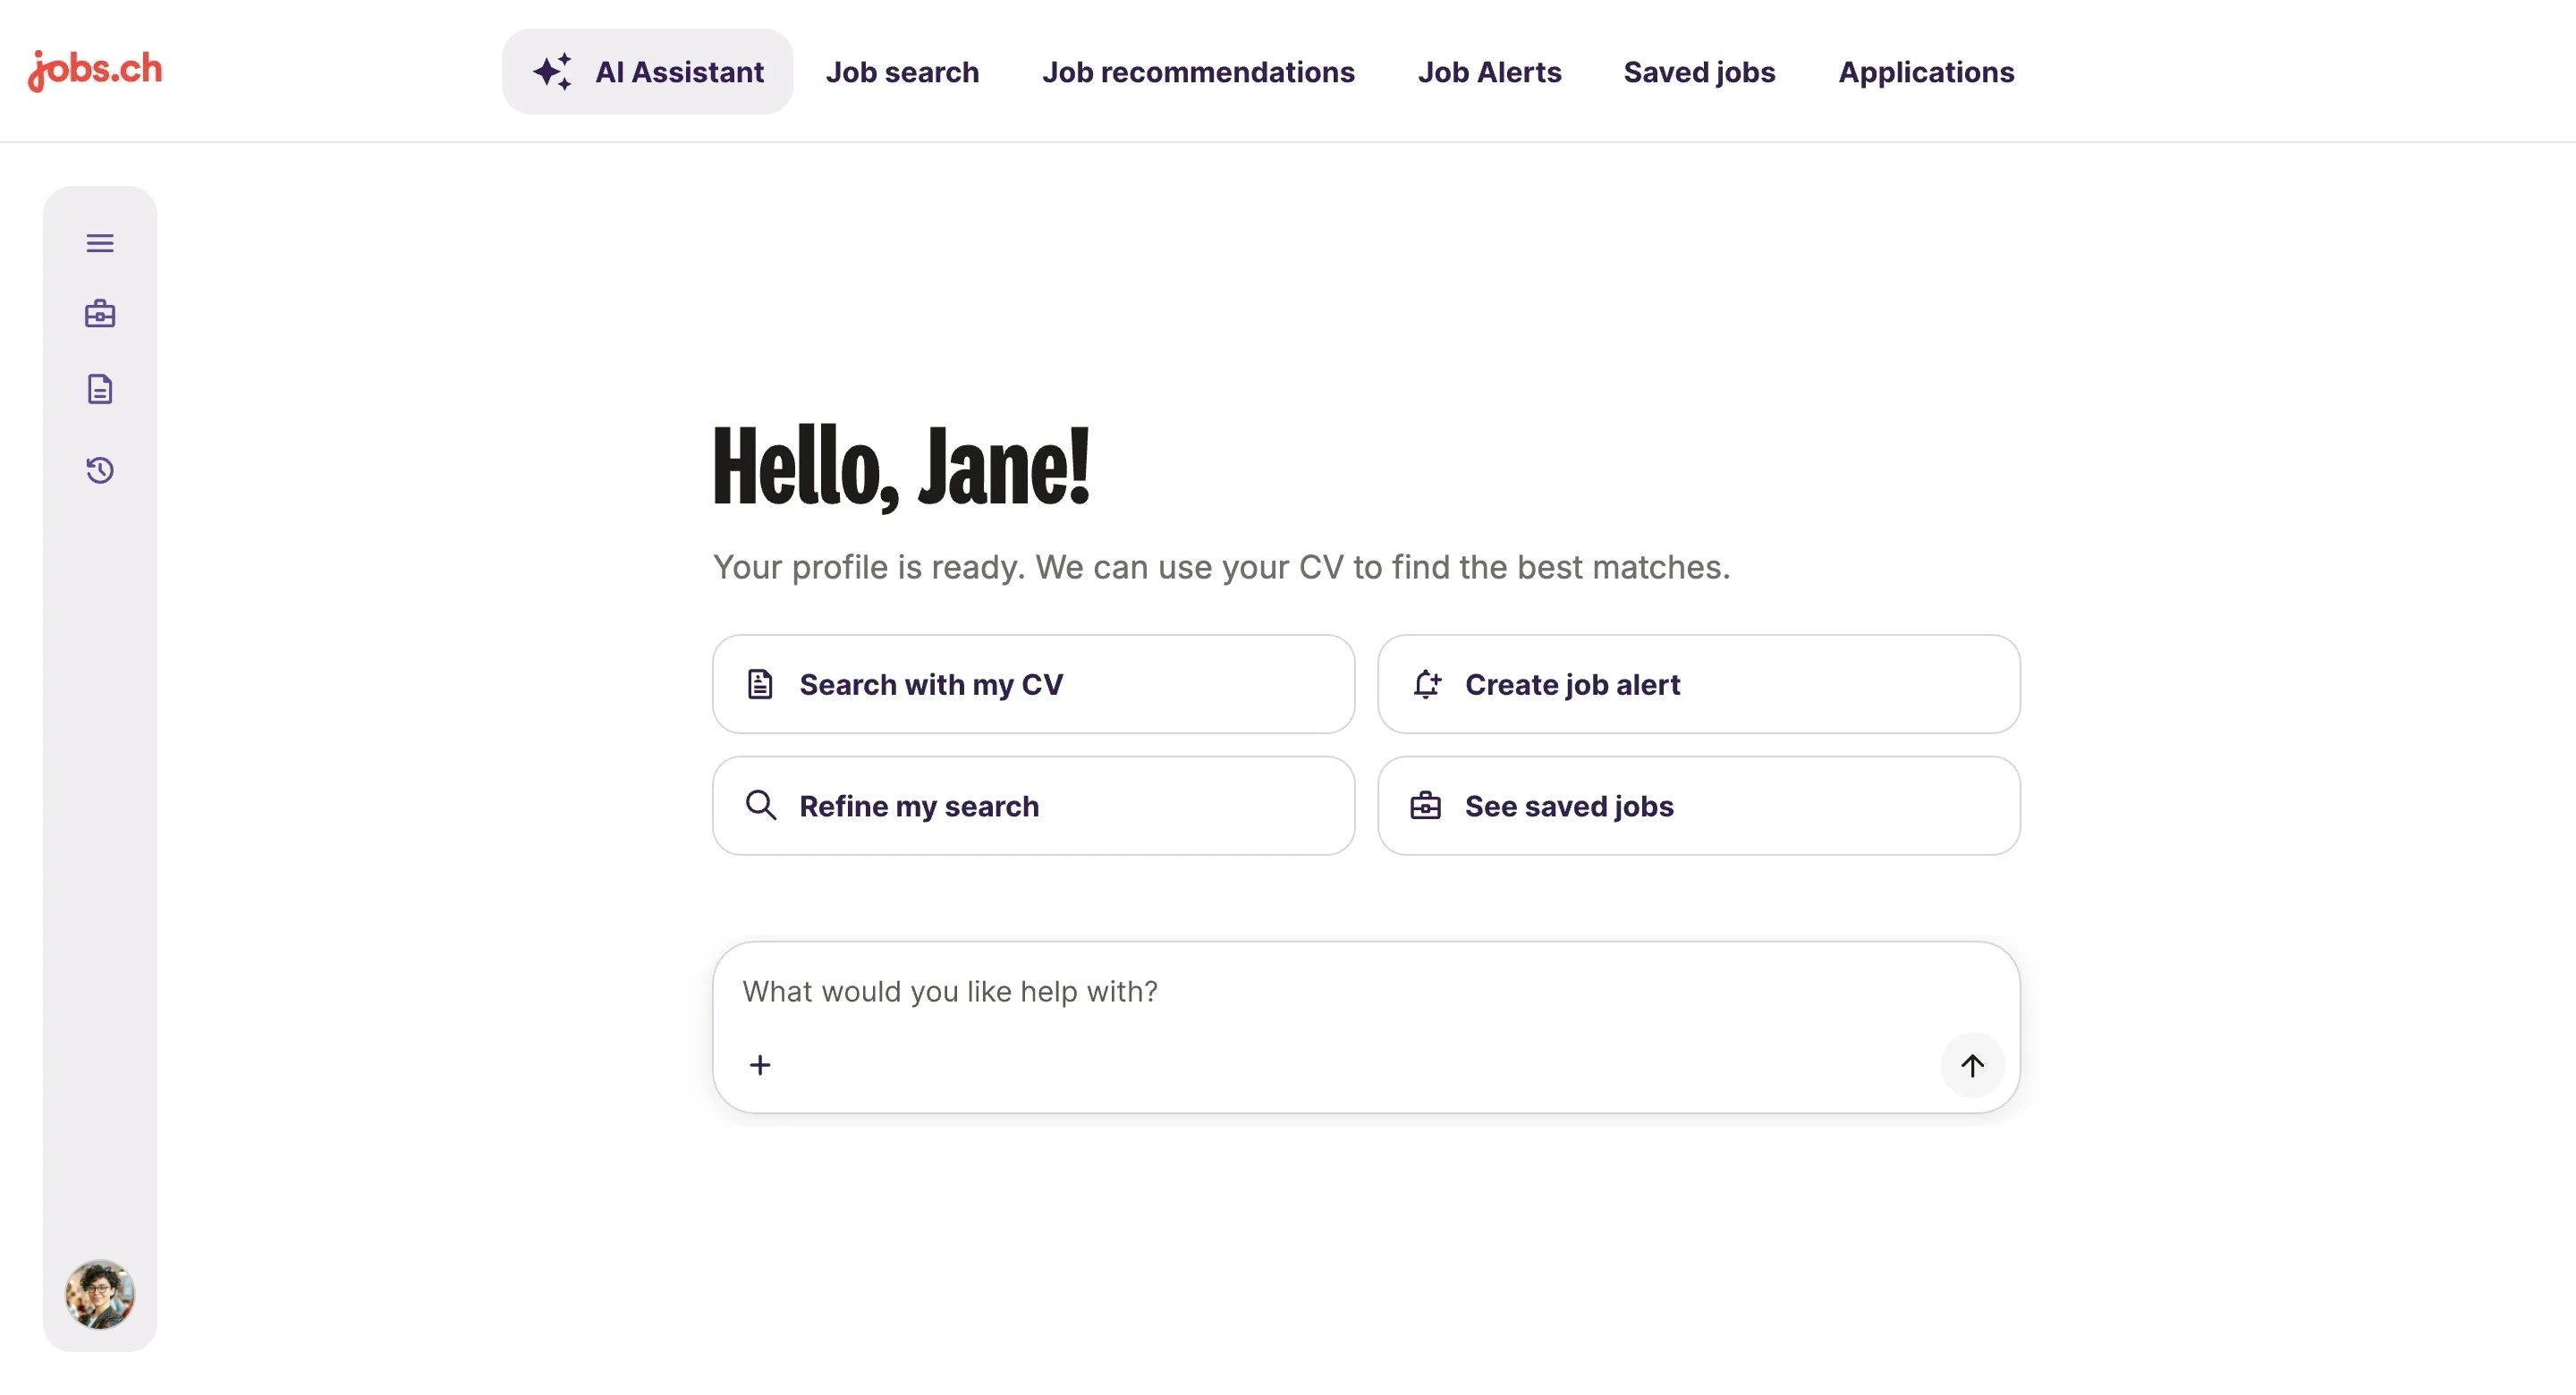 jobs.ch
AI Assistant
Job search
Job recommendations
Job Alerts
Saved jobs
Applications
Hello, Jane!
Your profile is ready. We can use your CV to find the best matches.
Search with my CV
Create job alert
Refine my search
See saved jobs
What would you like help with?